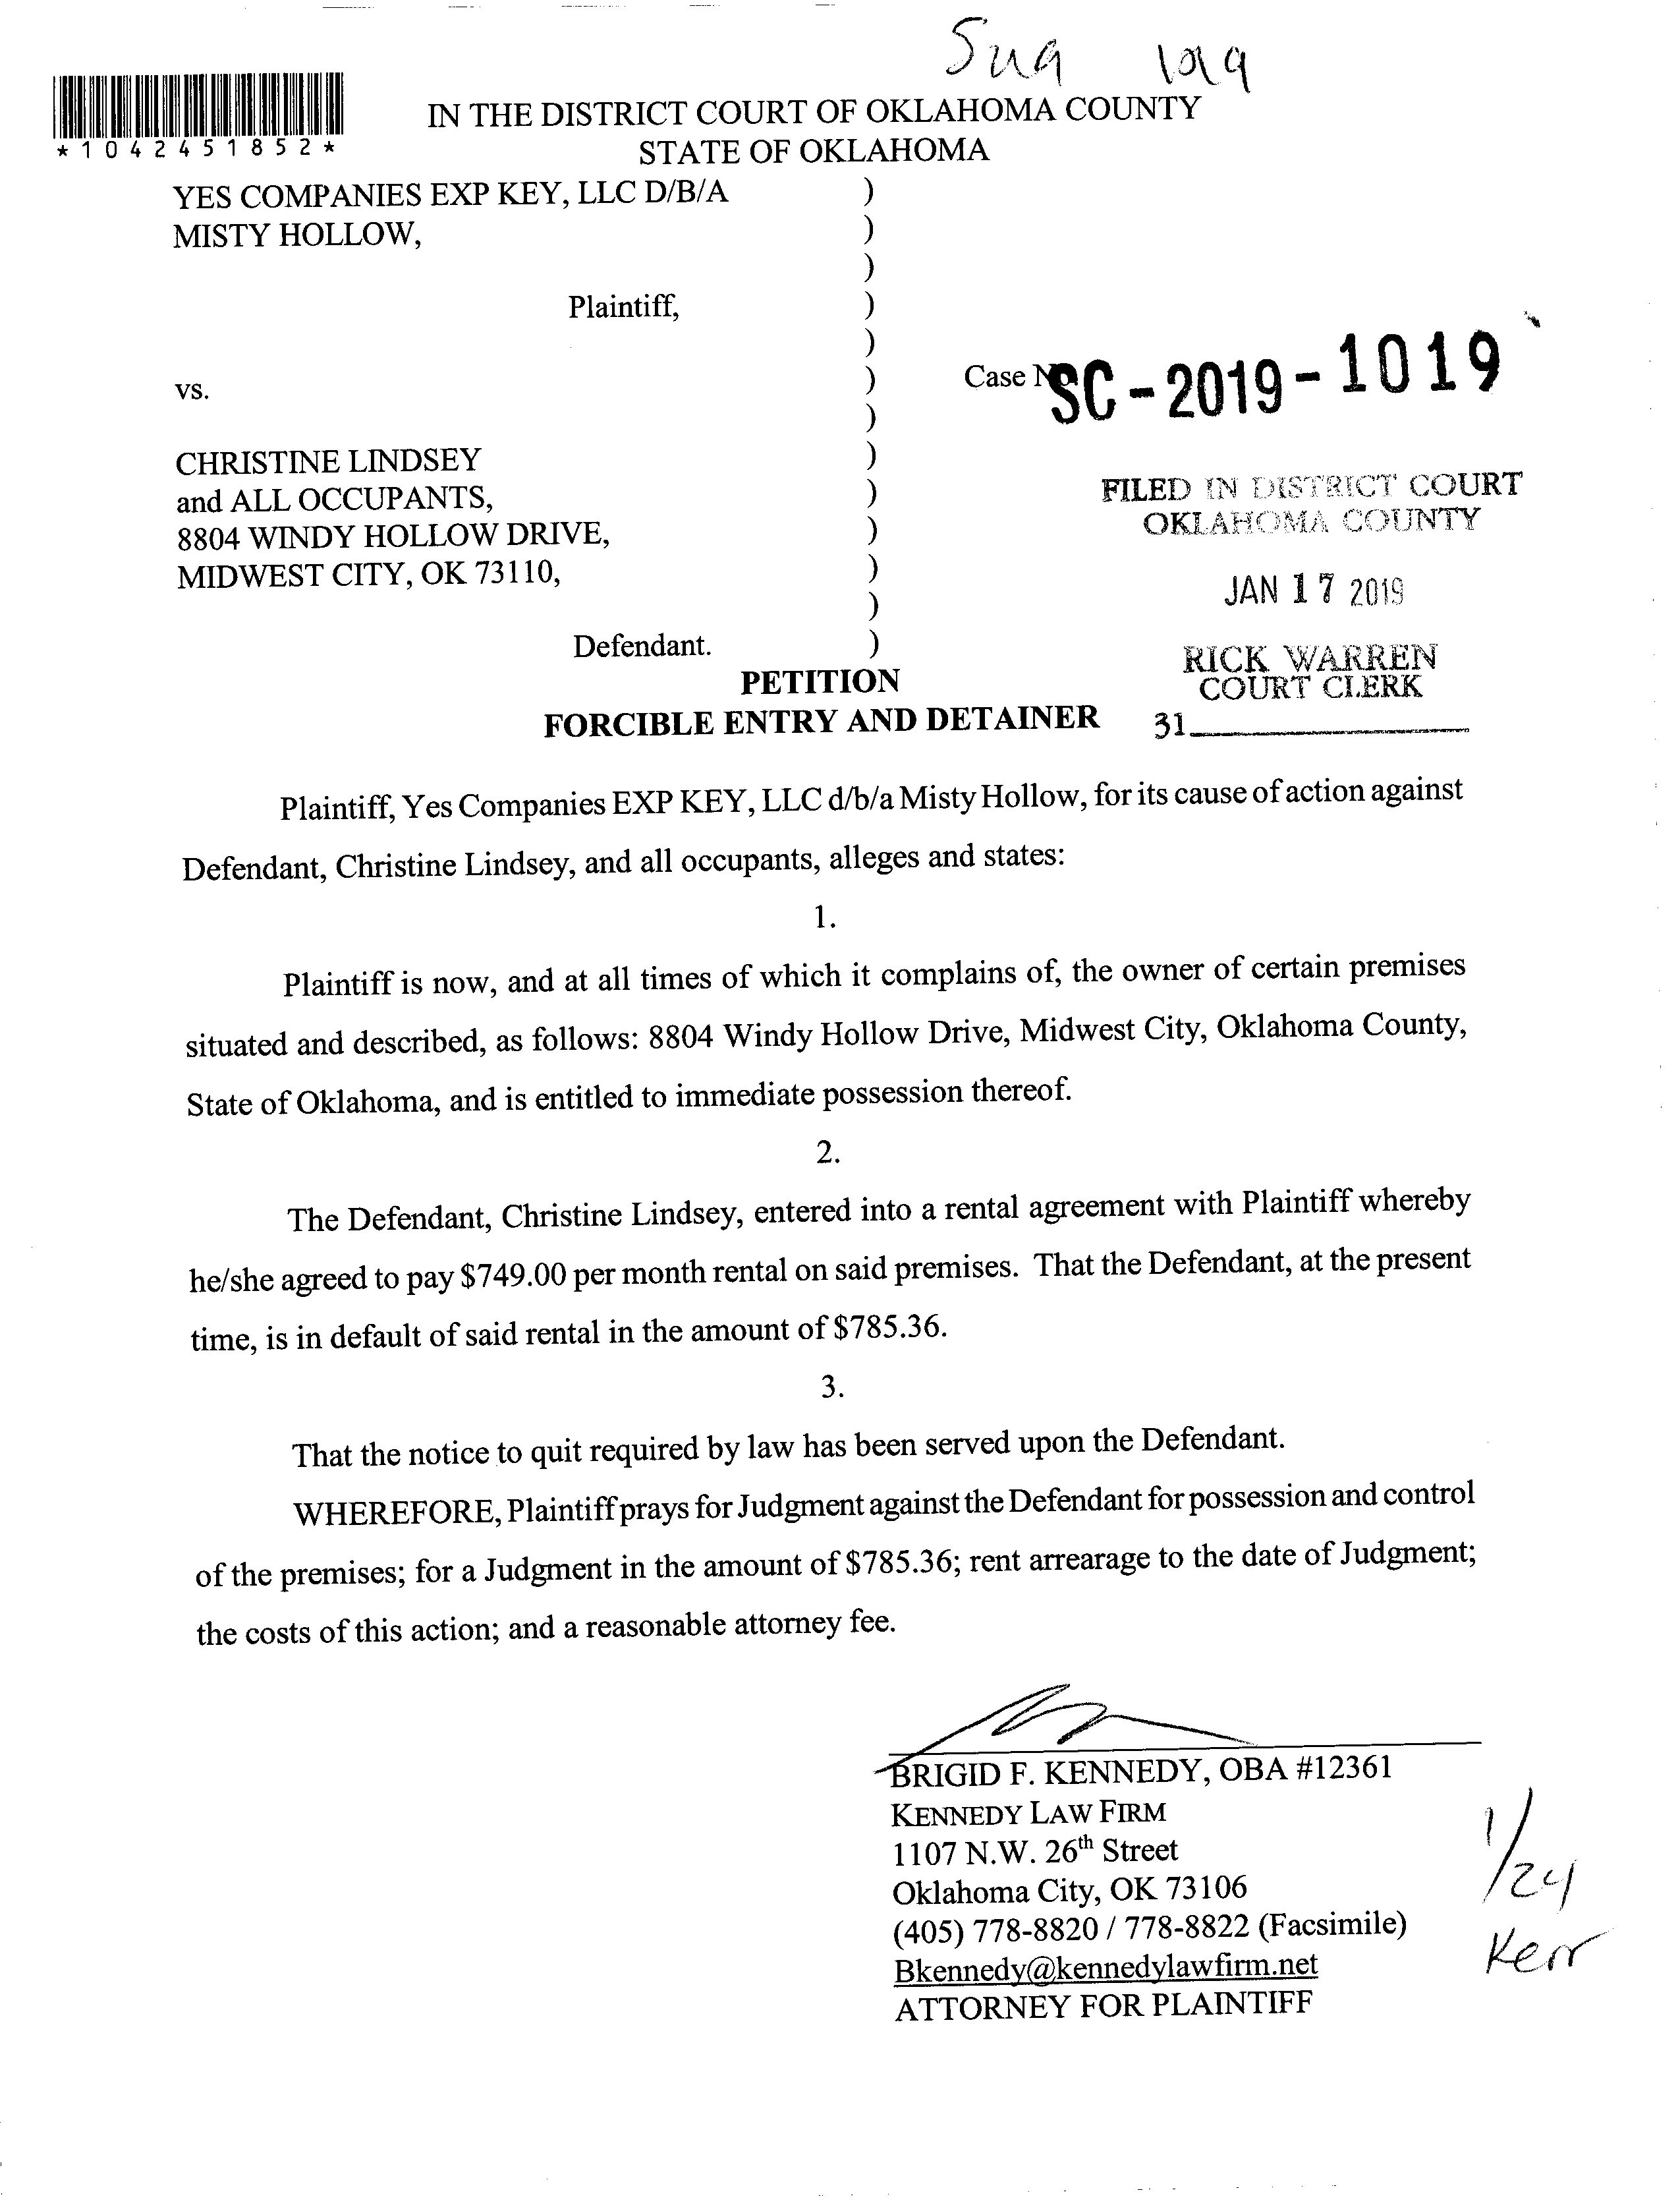 *1042451852*
IN THE DISTRICT COURT OF OKLAHOMA COUNTY
STATE OF OKLAHOMA
YES COMPANIES EXP KEY, LLC D/B/A )
MISTY HOLLOW, )
)
Plaintiff, )
)
vs. )
)
CHRISTINE LINDSEY )
and ALL OCCUPANTS, )
8804 WINDY HOLLOW DRIVE, )
MIDWEST CITY, OK 73110, )
)
Defendant. )
Case No SC-2019-1019
FILED IN DISTRICT COURT
OKLAHOMA COUNTY
JAN 17 2019
RICK WARREN
COURT CLERK
31
PETITION
FORCIBLE ENTRY AND DETAINER
Plaintiff, Yes Companies EXP KEY, LLC d/b/a Misty Hollow, for its cause of action against
Defendant, Christine Lindsey, and all occupants, alleges and states:
1.
Plaintiff is now, and at all times of which it complains of, the owner of certain premises
situated and described, as follows: 8804 Windy Hollow Drive, Midwest City, Oklahoma County,
State of Oklahoma, and is entitled to immediate possession thereof.
2.
The Defendant, Christine Lindsey, entered into a rental agreement with Plaintiff whereby
he/she agreed to pay $749.00 per month rental on said premises. That the Defendant, at the present
time, is in default of said rental in the amount of $785.36.
3.
That the notice to quit required by law has been served upon the Defendant.
WHEREFORE, Plaintiff prays for Judgment against the Defendant for possession and control
of the premises; for a Judgment in the amount of $785.36; rent arrearage to the date of Judgment;
the costs of this action; and a reasonable attorney fee.
BRIGID F. KENNEDY, OBA #12361
KENNEDY LAW FIRM
1107 N.W. 26th Street
Oklahoma City, OK 73106
(405) 778-8820 / 778-8822 (Facsimile)
Bkennedy@kennedylawfirm.net
ATTORNEY FOR PLAINTIFF
1/24
Kerr